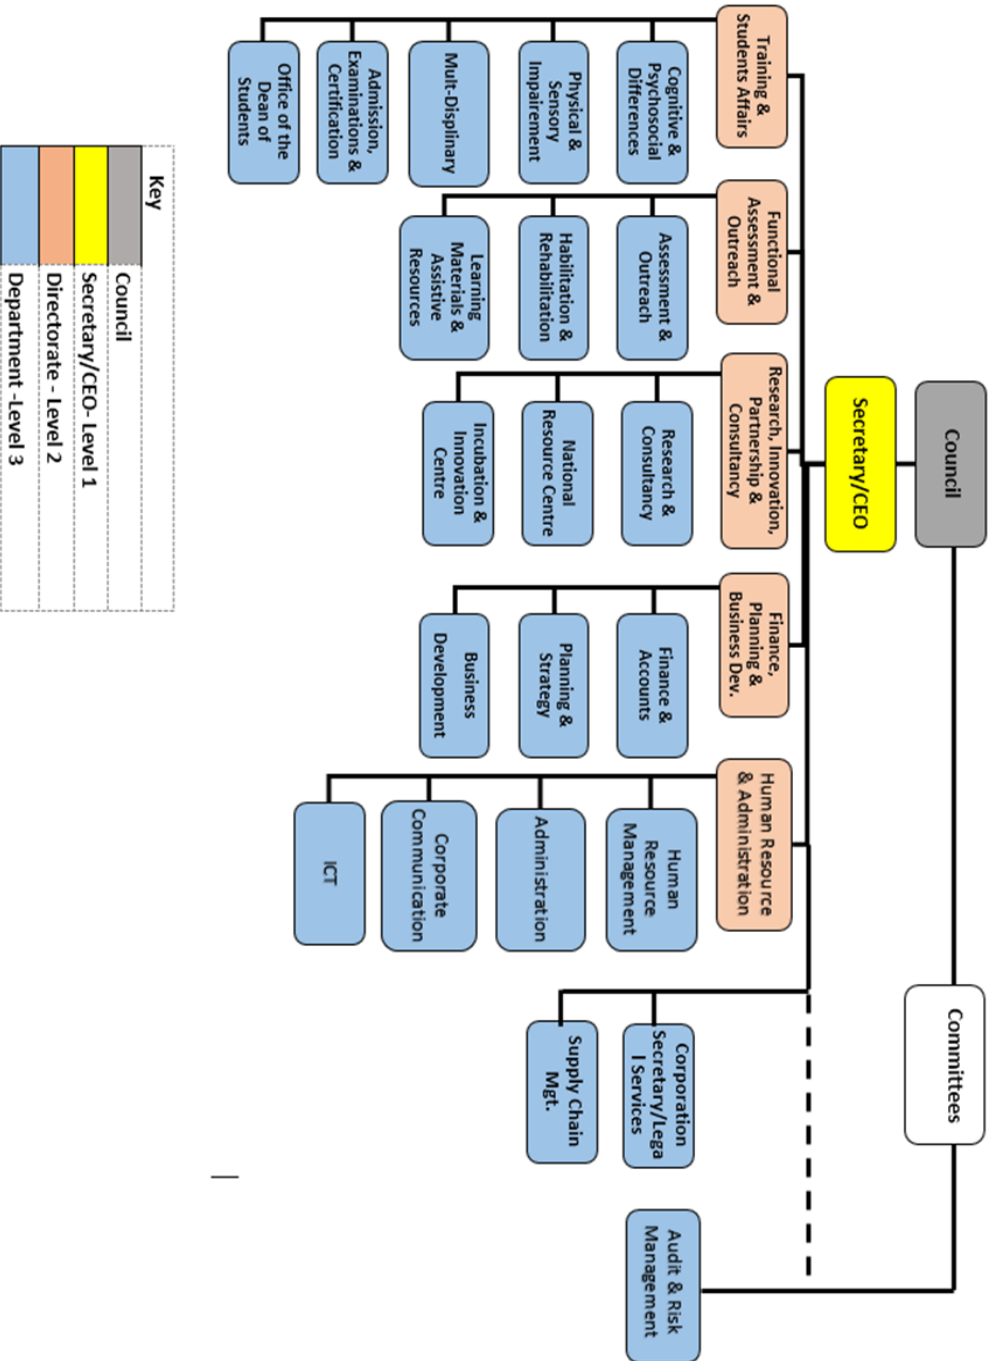 Council
Committees
Secretary/CEO
Training &
Students Affairs
Functional
Assessment &
Outreach
Research, Innovation,
Partnership &
Consultancy
Finance,
Planning &
Business Dev.
Human Resource
& Administration
Cognitive &
Psychosocial
Differences
Physical &
Sensory
Impairement
Mult-Displinary
Admission,
Examinations &
Certification
Office of the
Dean of
Students
Assessment &
Outreach
Habilitation &
Rehabilitation
Learning
Materials &
Assistive
Resources
Research &
Consultancy
National
Resource Centre
Incubation &
Innovation
Centre
Finance &
Accounts
Planning &
Strategy
Business
Development
Human
Resource
Management
Administration
Corporate
Communication
ICT
Corporation
Secretary/Lega
l Services
Supply Chain
Mgt.
Audit & Risk
Management
Key
Council
Secretary/CEO- Level 1
Directorate - Level 2
Department -Level 3